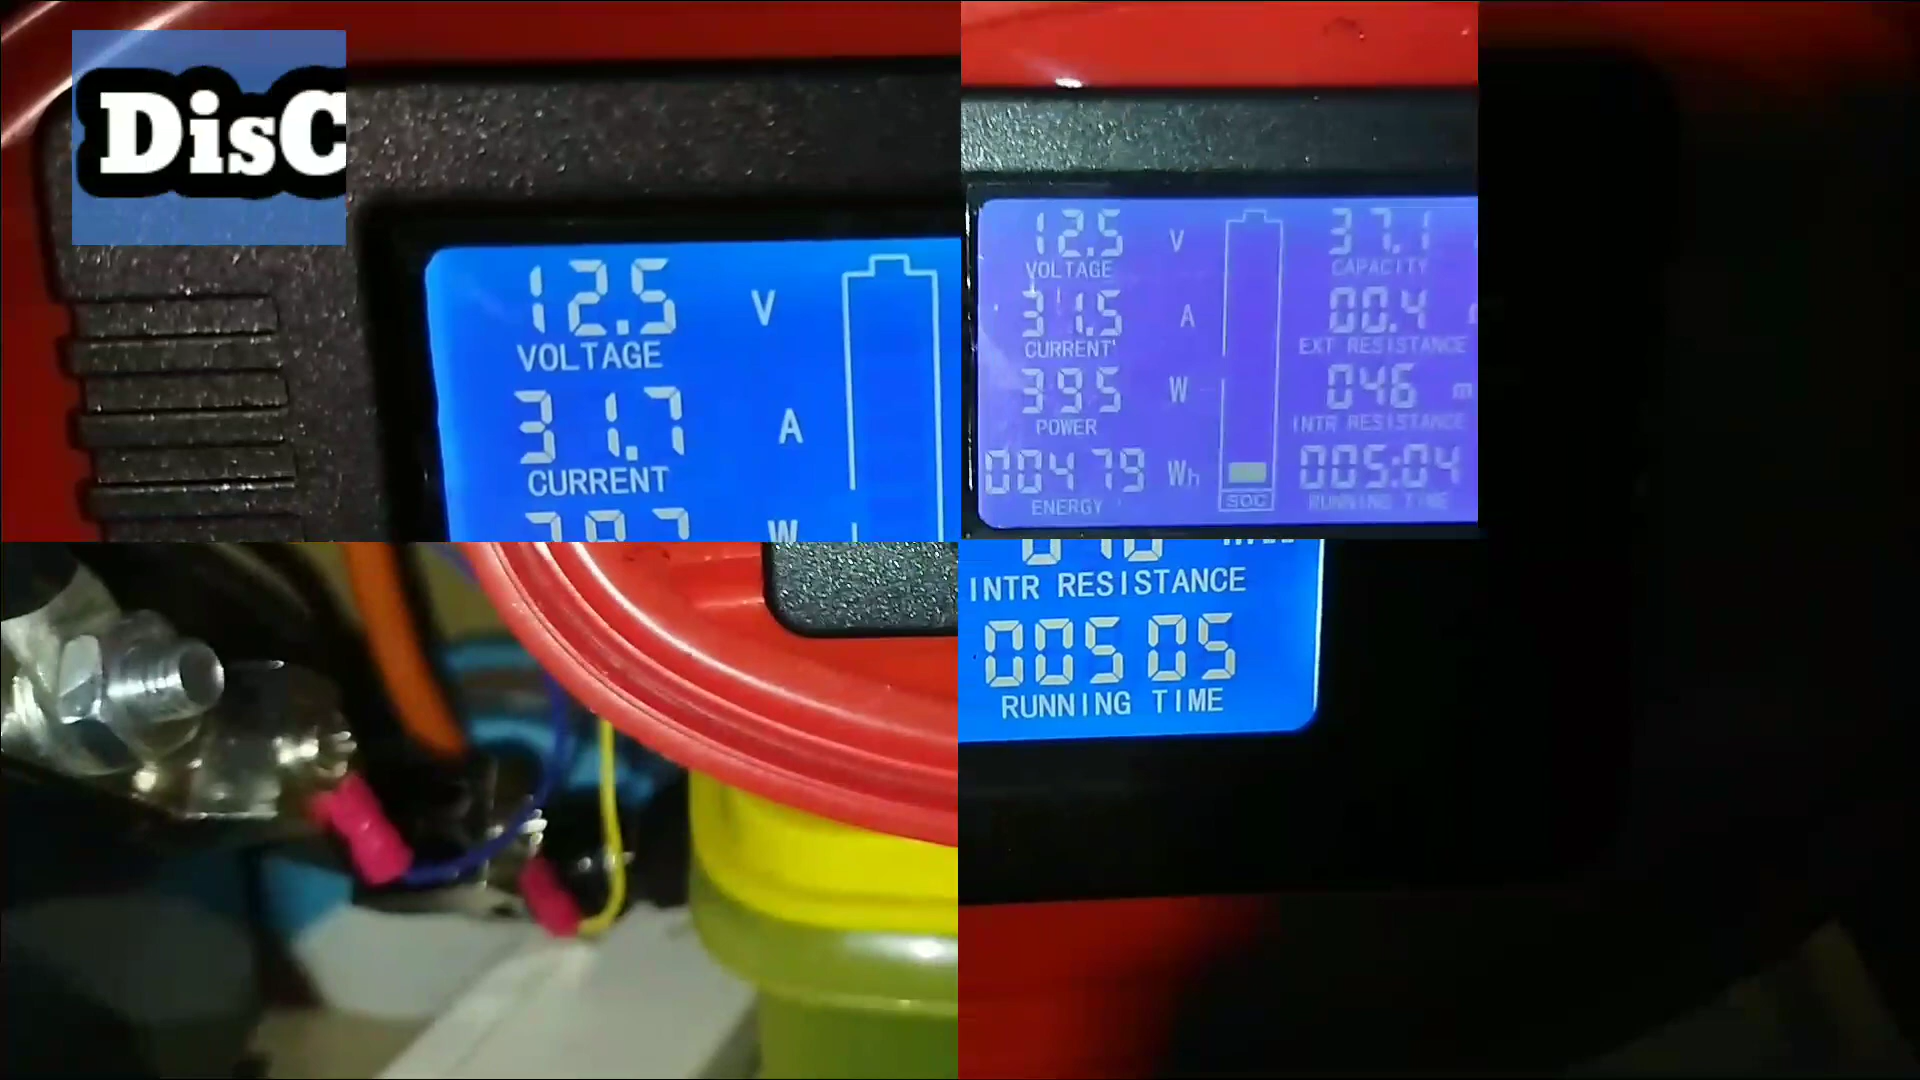 DisC
12.5 V
VOLTAGE
31.7 A
CURRENT
W
12.5 V
VOLTAGE
31.5 A
CURRENT
395 W
POWER
00479 Wh
ENERGY
SOC
37.1
CAPACITY
00.4
EXT RESISTANCE
046 m
INTR RESISTANCE
005:04
RUNNING TIME
INTR RESISTANCE
005 05
RUNNING TIME